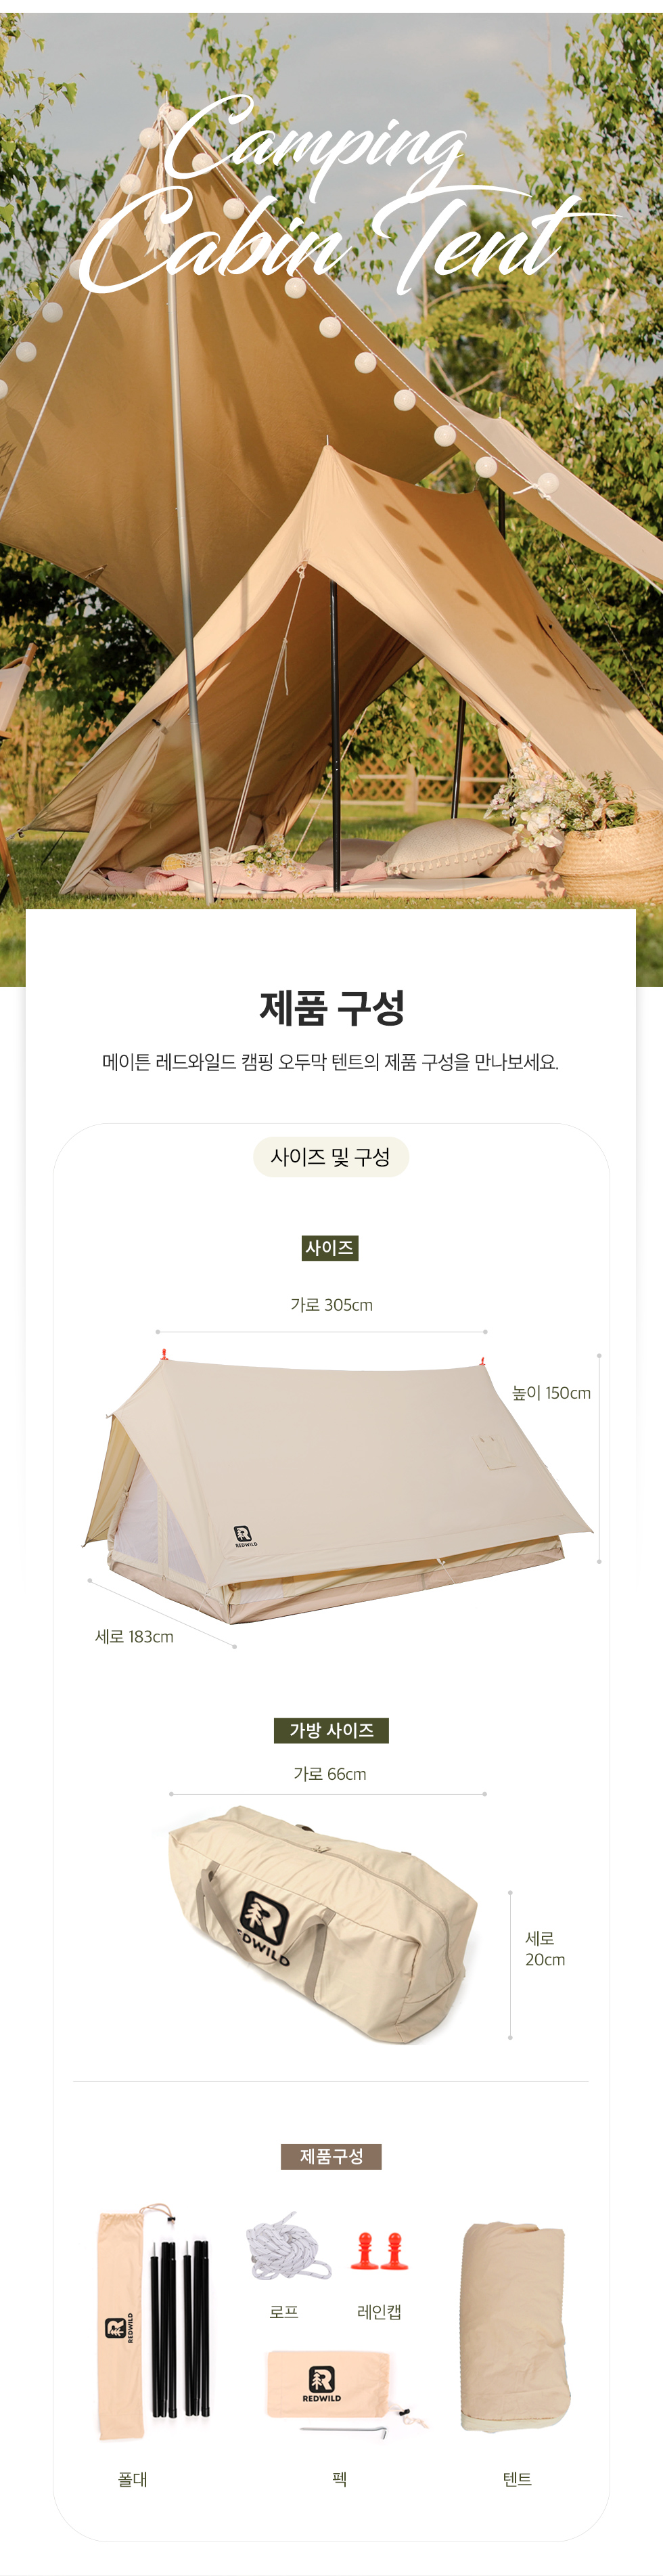 Camping
Cabin Tent
제품 구성
메이튼 레드와일드 캠핑 오두막 텐트의 제품 구성을 만나보세요.
사이즈 및 구성
사이즈
가로 305cm
높이 150cm
REDWILD
세로 183cm
가방 사이즈
가로 66cm
REDWILD
세로
20cm
제품구성
REDWILD
로프
레인캡
REDWILD
폴대
펙
텐트